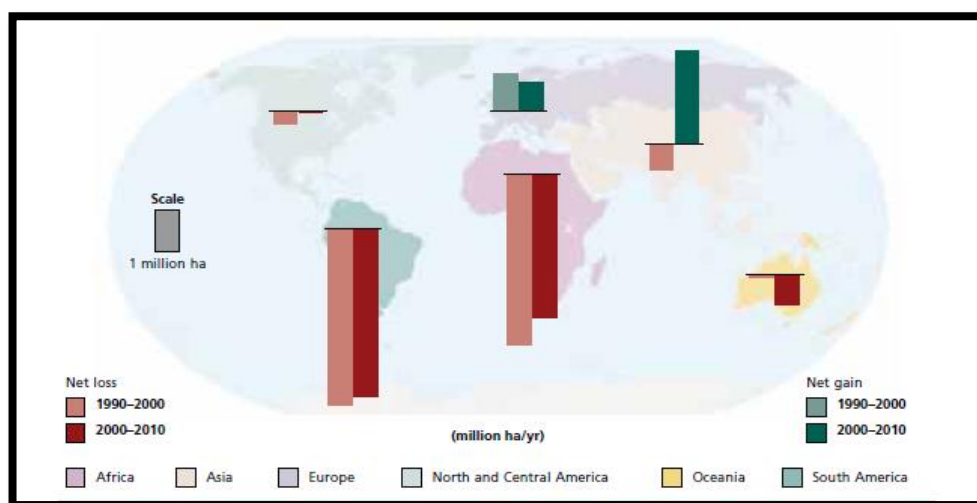 Scale
1 million ha
Net loss
1990–2000
2000–2010
(million ha/yr)
Net gain
1990–2000
2000–2010
Africa
Asia
Europe
North and Central America
Oceania
South America